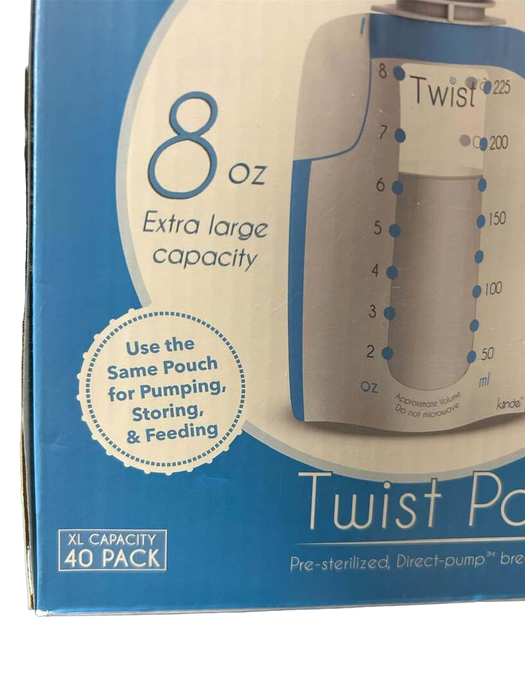 8 oz
Extra large
capacity
Twist
8
225
7
200
6
5
150
4
100
3
2
50
oz
ml
Approximate Volume
Do not microwave
kiinde™
Use the
Same Pouch
for Pumping,
Storing,
& Feeding
Twist Po
XL CAPACITY
40 PACK
Pre-sterilized, Direct-pump™ bre